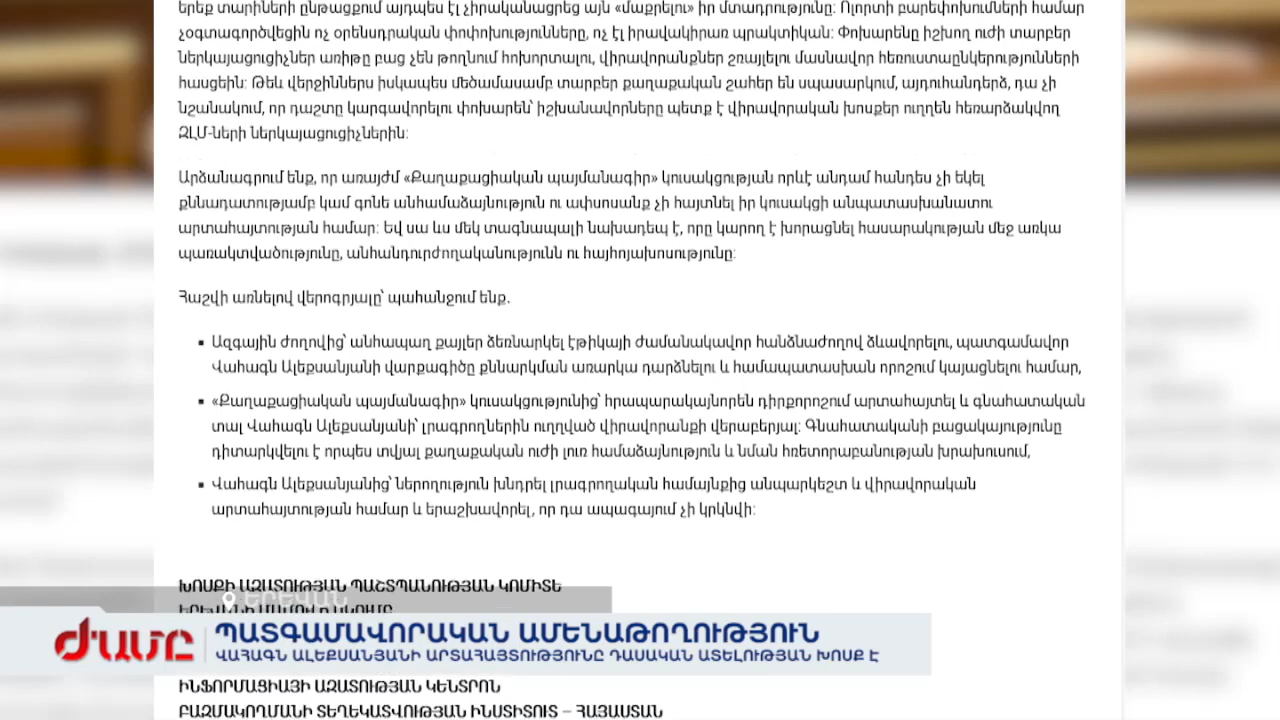 երեք տարիների ընթացքում այդպես էլ չիրականացրեց այն «մաքրելու» իր մտադրությունը։ Ոլորտի բարեփոխումների համար
չօգտագործվեցին ոչ օրենսդրական փոփոխությունները, ոչ էլ իրավակիրառ պրակտիկան։ Փոխարենը իշխող ուժի տարբեր
ներկայացուցիչներ առիթը բաց չեն թողնում հոխորտալու, վիրավորանքներ շռայլելու մասնավոր հեռուստաընկերությունների
հասցեին։ Թեև վերջիններս իսկապես մեծամասամբ տարբեր քաղաքական շահեր են սպասարկում, այդուհանդերձ, դա չի
նշանակում, որ դաշտը կարգավորելու փոխարեն՝ իշխանավորները պետք է վիրավորական խոսքեր ուղղեն հեռարձակվող
ԶԼՄ-ների ներկայացուցիչներին։
Արձանագրում ենք, որ առայժմ «Քաղաքացիական պայմանագիր» կուսակցության որևէ անդամ հանդես չի եկել
քննադատությամբ կամ գոնե անհամաձայնություն ու ափսոսանք չի հայտնել իր կուսակցի անպատասխանատու
արտահայտության համար։ Եվ սա ևս մեկ տագնապալի նախադեպ է, որը կարող է խորացնել հասարակության մեջ առկա
պառակտվածությունը, անհանդուրժողականությունն ու հայհոյախոսությունը։
Հաշվի առնելով վերոգրյալը՝ պահանջում ենք.
▪ Ազգային ժողովից՝ անհապաղ քայլեր ձեռնարկել էթիկայի ժամանակավոր հանձնաժողով ձևավորելու, պատգամավոր
Վահագն Ալեքսանյանի վարքագիծը քննարկման առարկա դարձնելու և համապատասխան որոշում կայացնելու համար,
▪ «Քաղաքացիական պայմանագիր» կուսակցությունից՝ հրապարակայնորեն դիրքորոշում արտահայտել և գնահատական
տալ Վահագն Ալեքսանյանի՝ լրագրողներին ուղղված վիրավորանքի վերաբերյալ։ Գնահատականի բացակայությունը
դիտարկվելու է որպես տվյալ քաղաքական ուժի լուռ համաձայնություն և նման հռետորաբանության խրախուսում,
▪ Վահագն Ալեքսանյանից՝ ներողություն խնդրել լրագրողական համայնքից անպարկեշտ և վիրավորական
արտահայտության համար և երաշխավորել, որ դա ապագայում չի կրկնվի։
ԽՈՍՔԻ ԱԶԱՏՈՒԹՅԱՆ ՊԱՇՏՊԱՆՈՒԹՅԱՆ ԿՈՄԻՏԵ
ԵՐԵՎԱՆ
ԵՐԵՎԱՆԻ ՄԱՄՈՒԼԻ ԱԿՈՒՄԲ
ԺԱՄԸ
ՊԱՏԳԱՄԱՎՈՐԱԿԱՆ ԱՄԵՆԱԹՈՂՈՒԹՅՈՒՆ
ՎԱՀԱԳՆ ԱԼԵՔՍԱՆՅԱՆԻ ԱՐՏԱՀԱՅՏՈՒԹՅՈՒՆԸ ԴԱՍԱԿԱՆ ԱՏԵԼՈՒԹՅԱՆ ԽՈՍՔ Է
ԻՆՖՈՐՄԱՑԻԱՅԻ ԱԶԱՏՈՒԹՅԱՆ ԿԵՆՏՐՈՆ
ԲԱԶՄԱԿՈՂՄԱՆԻ ՏԵՂԵԿԱՏՎՈՒԹՅԱՆ ԻՆՍՏԻՏՈՒՏ – ՀԱՅԱՍՏԱՆ